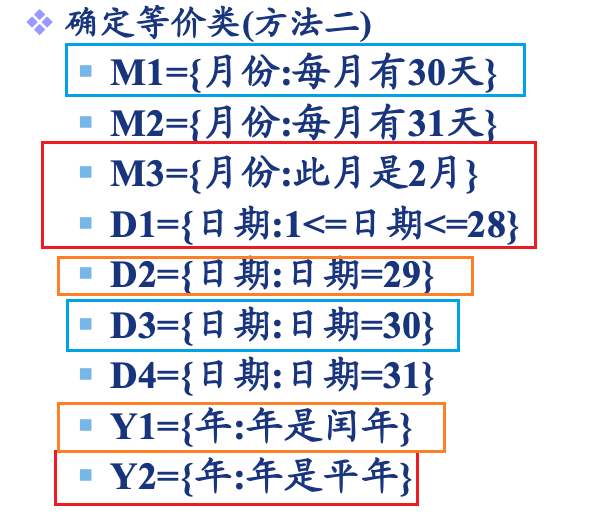 确定等价类(方法二)
M1={月份:每月有30天}
M2={月份:每月有31天}
M3={月份:此月是2月}
D1={日期:1<=日期<=28}
D2={日期:日期=29}
D3={日期:日期=30}
D4={日期:日期=31}
Y1={年:年是闰年}
Y2={年:年是平年}